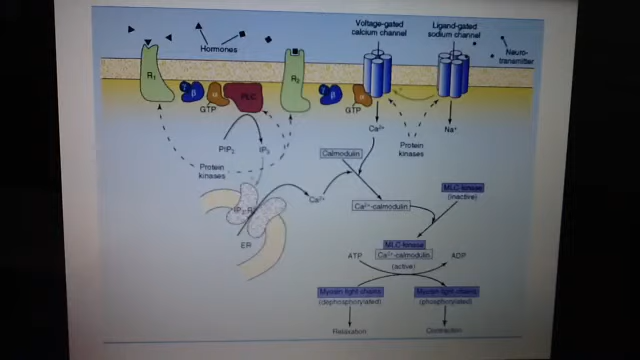 Hormones
Voltage-gated
calcium channel
Ligand-gated
sodium channel
Neuro-
transmitter
R₁
γ
β
α
PLC
R₂
β
α
GTP
GTP
PIP₂
IP₃
Ca²⁺
Na⁺
Protein
kinases
Protein
kinases
Calmodulin
Ca²⁺
ER
Ca²⁺-calmodulin
MLC-kinase
(inactive)
MLC-kinase
Ca²⁺-calmodulin
(active)
ATP
ADP
Myosin light chains
(dephosphorylated)
Myosin light chains
(phosphorylated)
Relaxation
Contraction